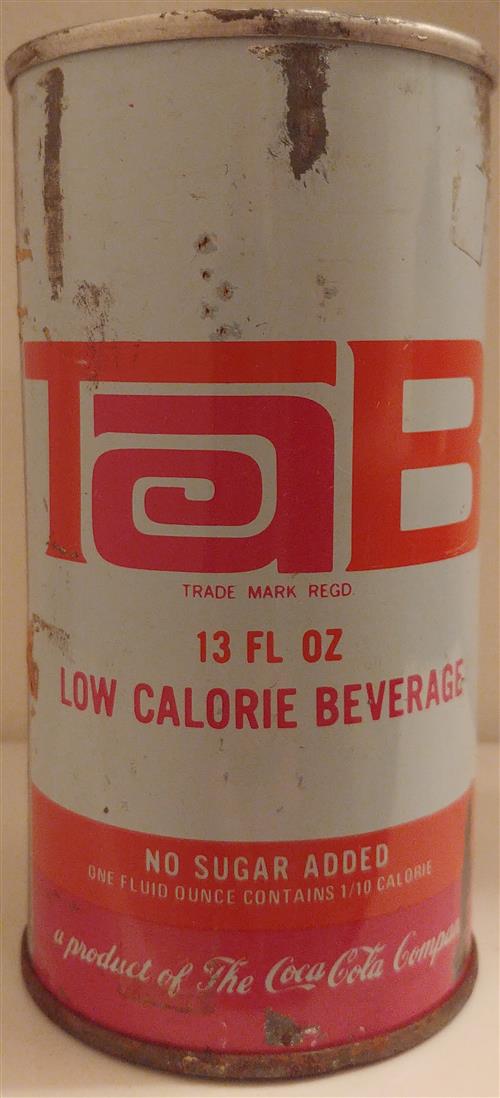 TaB
TRADE MARK REGD.
13 FL OZ
LOW CALORIE BEVERAGE
NO SUGAR ADDED
ONE FLUID OUNCE CONTAINS 1/10 CALORIE
a product of The Coca Cola Compan